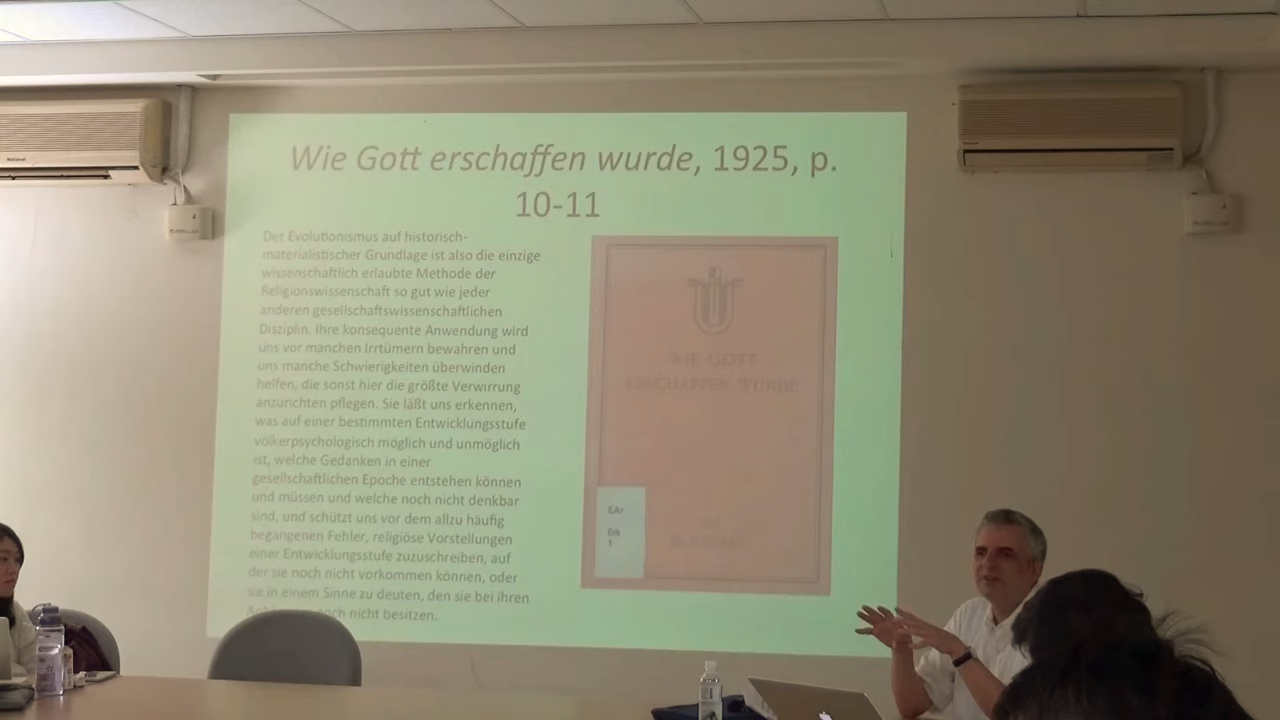 Wie Gott erschaffen wurde, 1925, p.
10-11
Der Evolutionismus auf historisch-
materialistischer Grundlage ist also die einzige
wissenschaftlich erlaubte Methode der
Religionswissenschaft so gut wie jeder
anderen gesellschaftswissenschaftlichen
Disziplin. Ihre konsequente Anwendung wird
uns vor manchen Irrtümern bewahren und
uns manche Schwierigkeiten überwinden
helfen, die sonst hier die größte Verwirrung
anzurichten pflegen. Sie läßt uns erkennen,
was auf einer bestimmten Entwicklungsstufe
völkerpsychologisch möglich und unmöglich
ist, welche Gedanken in einer
gesellschaftlichen Epoche entstehen können
und müssen und welche noch nicht denkbar
sind, und schützt uns vor dem allzu häufig
begangenen Fehler, religiöse Vorstellungen
einer Entwicklungsstufe zuzuschreiben, auf
der sie noch nicht vorkommen können, oder
sie in einem Sinne zu deuten, den sie bei ihren
noch nicht besitzen.
WIE GOTT
ERSCHAFFEN WURDE
EAr
Erk
1
National